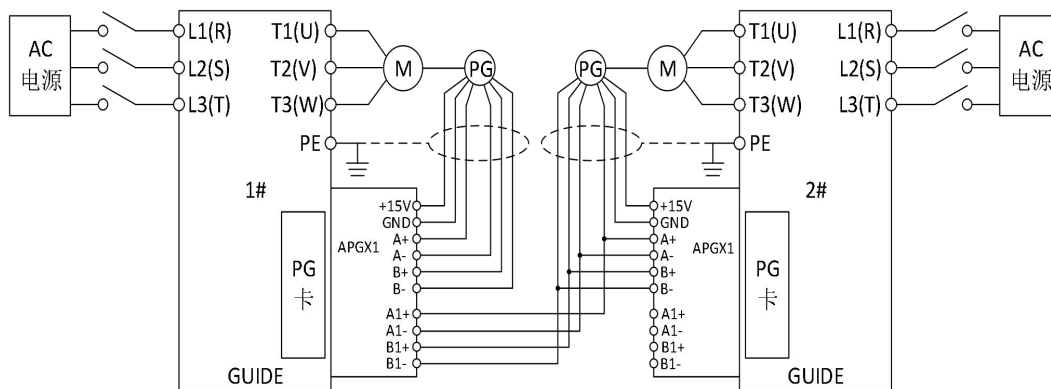 AC
电源
L1(R)
L2(S)
L3(T)
T1(U)
T2(V)
T3(W)
PE
M
PG
1#
PG
卡
APGX1
+15V
GND
A+
A-
B+
B-
A1+
A1-
B1+
B1-
GUIDE
PG
M
T1(U)
T2(V)
T3(W)
PE
L1(R)
L2(S)
L3(T)
AC
电源
2#
+15V
GND
A+
A-
B+
B-
A1+
A1-
B1+
B1-
APGX1
PG
卡
GUIDE